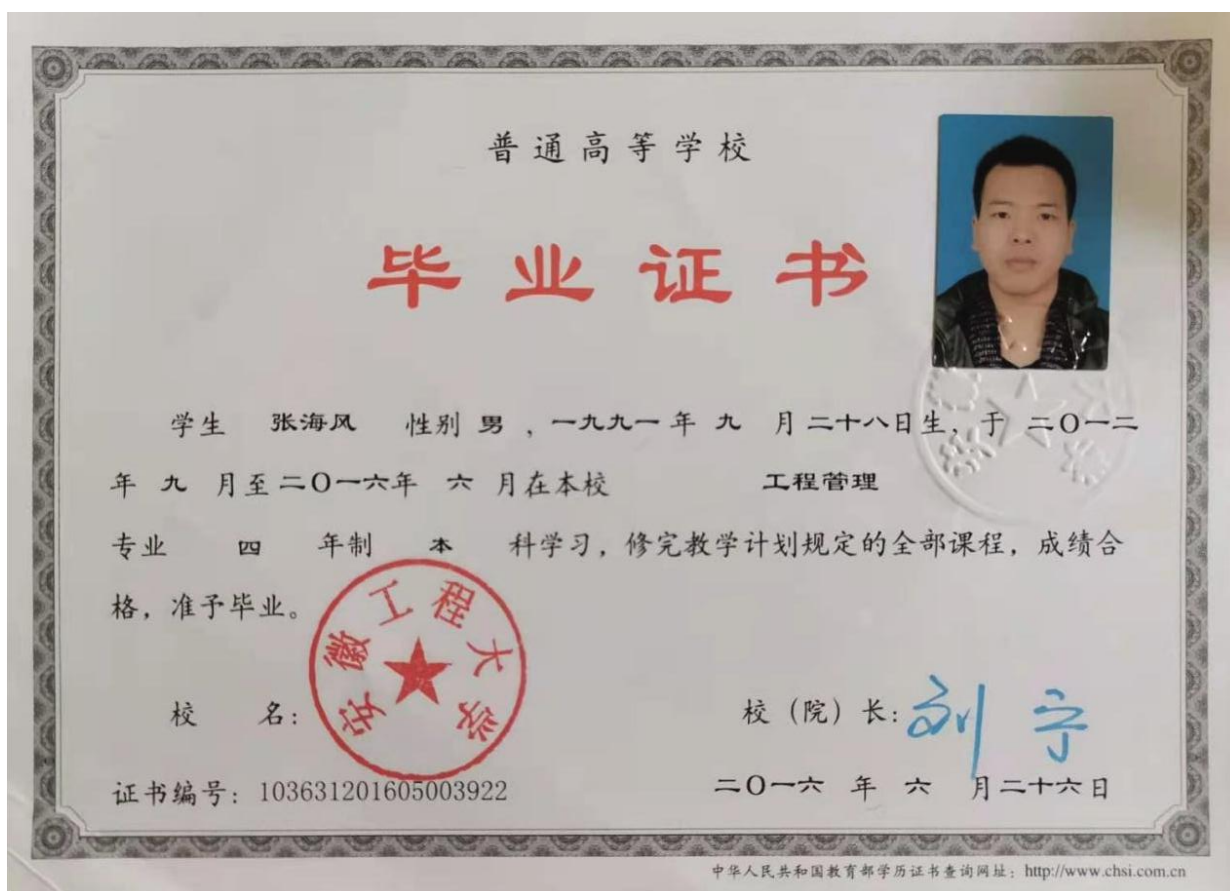 普通高等学校
毕业证书
学生 张海风 性别 男 ，一九九一年 九 月二十八日生，于 二〇一二
年 九 月至二〇一六年 六 月在本校 工程管理
专业 四 年制 本 科学习，修完教学计划规定的全部课程，成绩合
格，准予毕业。
安徽工程大学
校 名： 校（院）长：刘宁
证书编号：103631201605003922 二〇一六 年 六 月二十六日
中华人民共和国教育部学历证书查询网址：http://www.chsi.com.cn